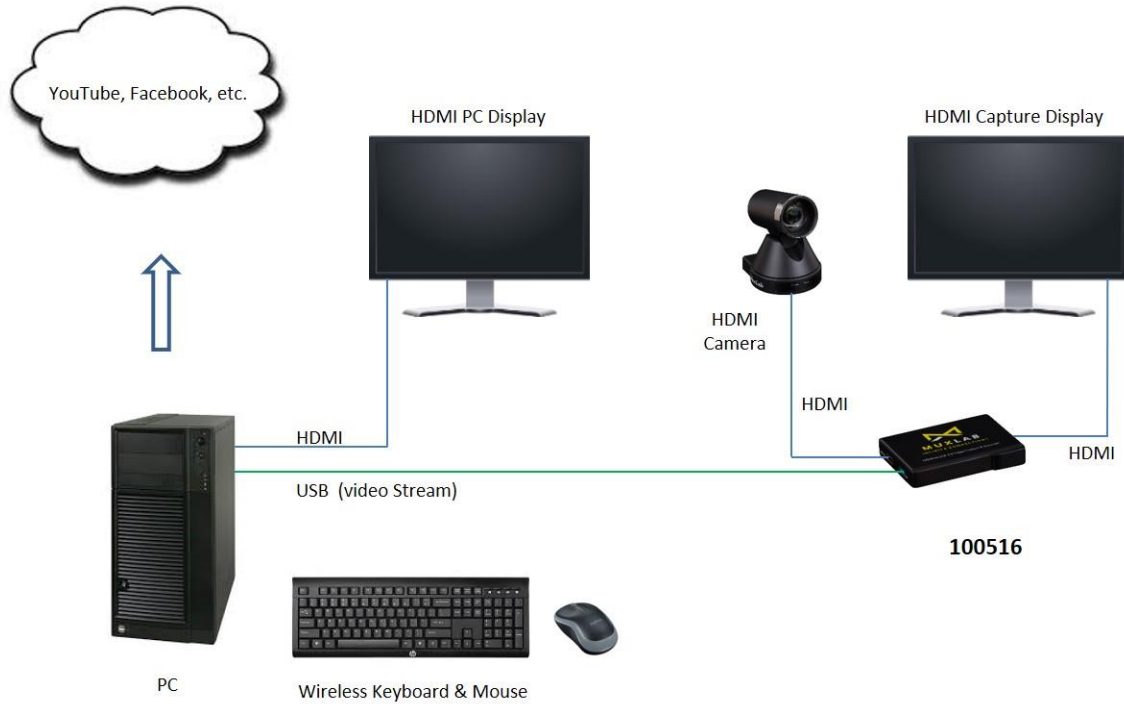 YouTube, Facebook, etc.
HDMI PC Display
HDMI Capture Display
HDMI
Camera
HDMI
HDMI
HDMI
USB  (video Stream)
MUXLAB
100516
PC
Wireless Keyboard & Mouse